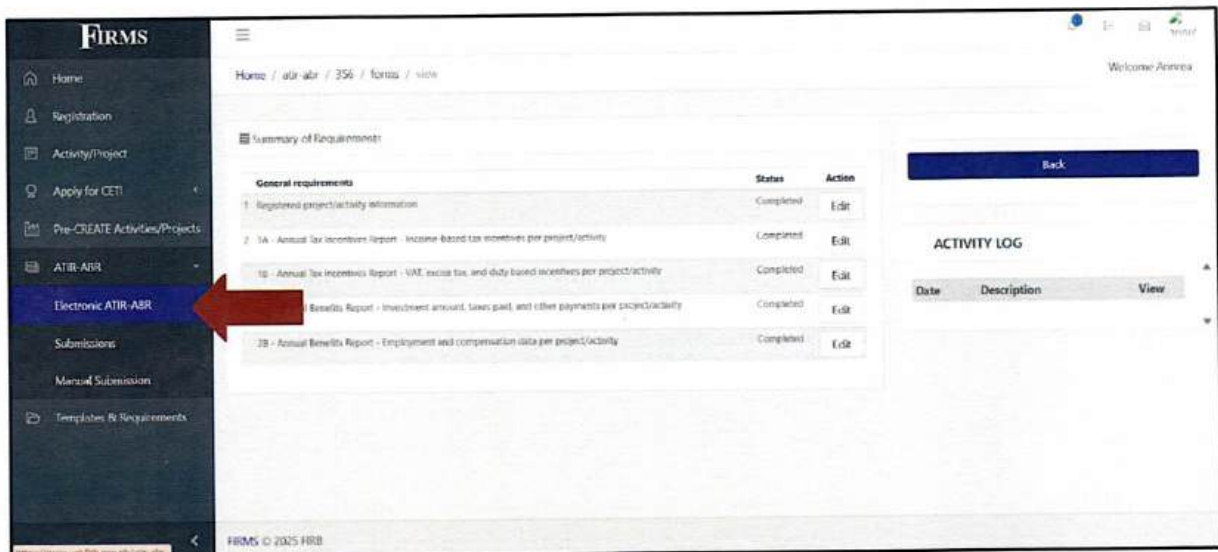 FIRMS
Home
Registration
Activity/Project
Apply for CETI
Pre-CREATE Activities/Projects
ATIR-ABR
Electronic ATIR-ABR
Submissions
Manual Submission
Templates & Requirements
Home / atir-abr / 356 / forms / view
Welcome Annrea
Summary of Requirements
General requirements Status Action
1 Registered project/activity information Completed Edit
2 1A - Annual Tax Incentives Report - Income-based tax incentives per project/activity Completed Edit
1B - Annual Tax Incentives Report - VAT, excise tax, and duty based incentives per project/activity Completed Edit
Benefits Report - Investment amount, taxes paid, and other payments per project/activity Completed Edit
2B - Annual Benefits Report - Employment and compensation data per project/activity Completed Edit
Back
ACTIVITY LOG
Date Description View
FIRMS © 2025 FIRB